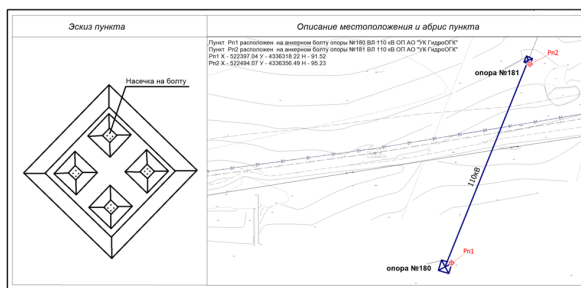 Эскиз пункта
Описание местоположения и абрис пункта
Пункт Рп1 расположен на анкерном болту опоры №180 ВЛ 110 кВ ОП АО "УК ГидроОГК"
Пункт Рп2 расположен на анкерном болту опоры №181 ВЛ 110 кВ ОП АО "УК ГидроОГК"
Рп1 Х - 522397.04 У - 4336318.22 Н - 91.52
Рп2 Х - 522494.07 У - 4336356.49 Н - 95.23
Насечка на болту
Рп2
опора №181
110кВ
Рп1
опора №180